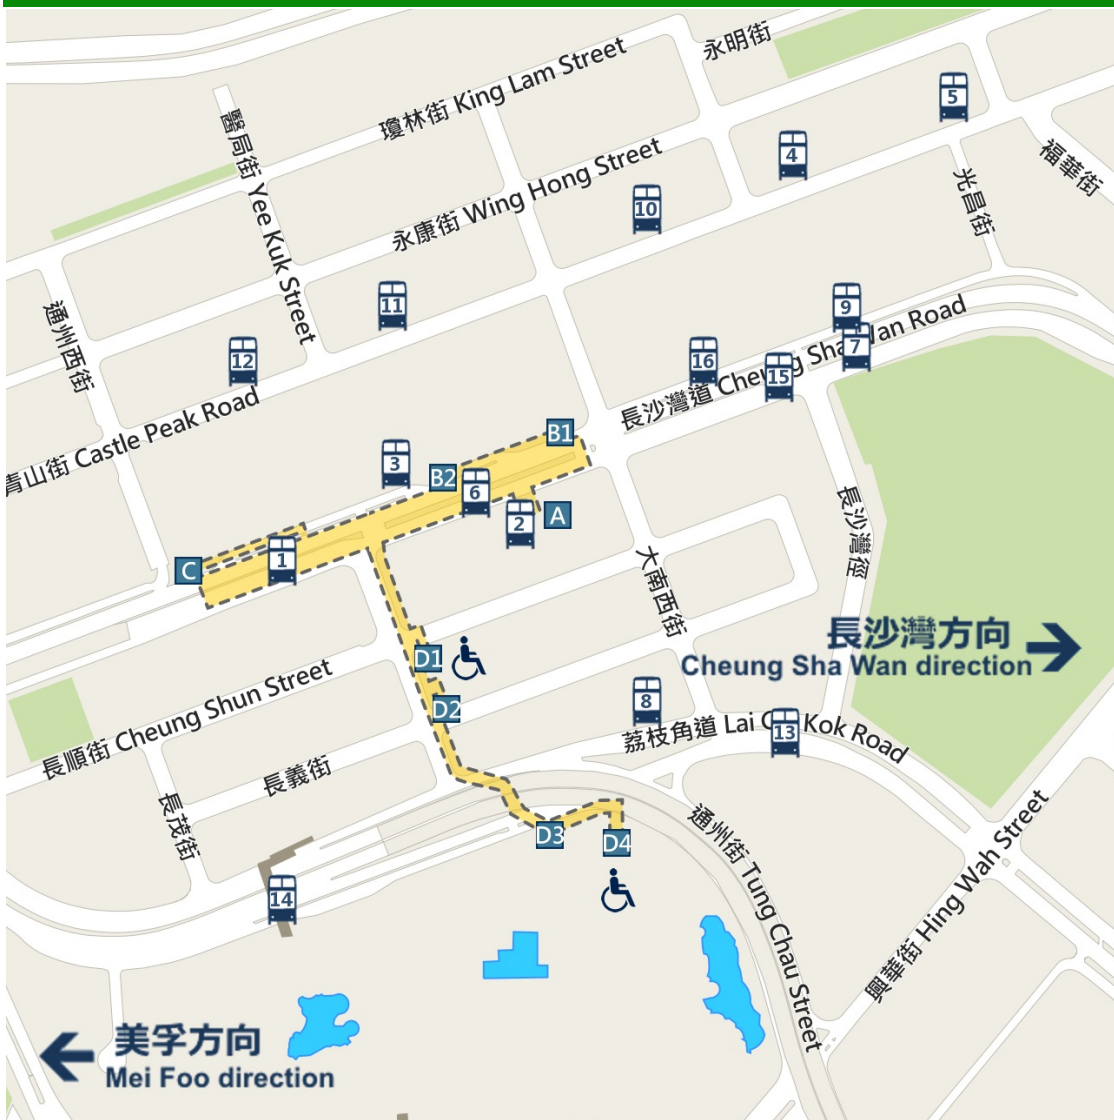 永明街
瓊林街 King Lam Street
5
醫局街 Yee Kuk Street
4
福華街
永康街 Wing Hong Street
光昌街
10
11
9
通州西街
長沙灣道 Cheung Sha Wan Road
7
12
16
15
青山街 Castle Peak Road
B1
3
B2
6
A
2
長沙灣徑
1
C
大南西街
長沙灣方向
Cheung Sha Wan direction
D1
長順街 Cheung Shun Street
D2
8
荔枝角道 Lai Chi Kok Road
13
長義街
長茂街
通州街 Tung Chau Street
D3
D4
興華街 Hing Wah Street
14
美孚方向
Mei Foo direction